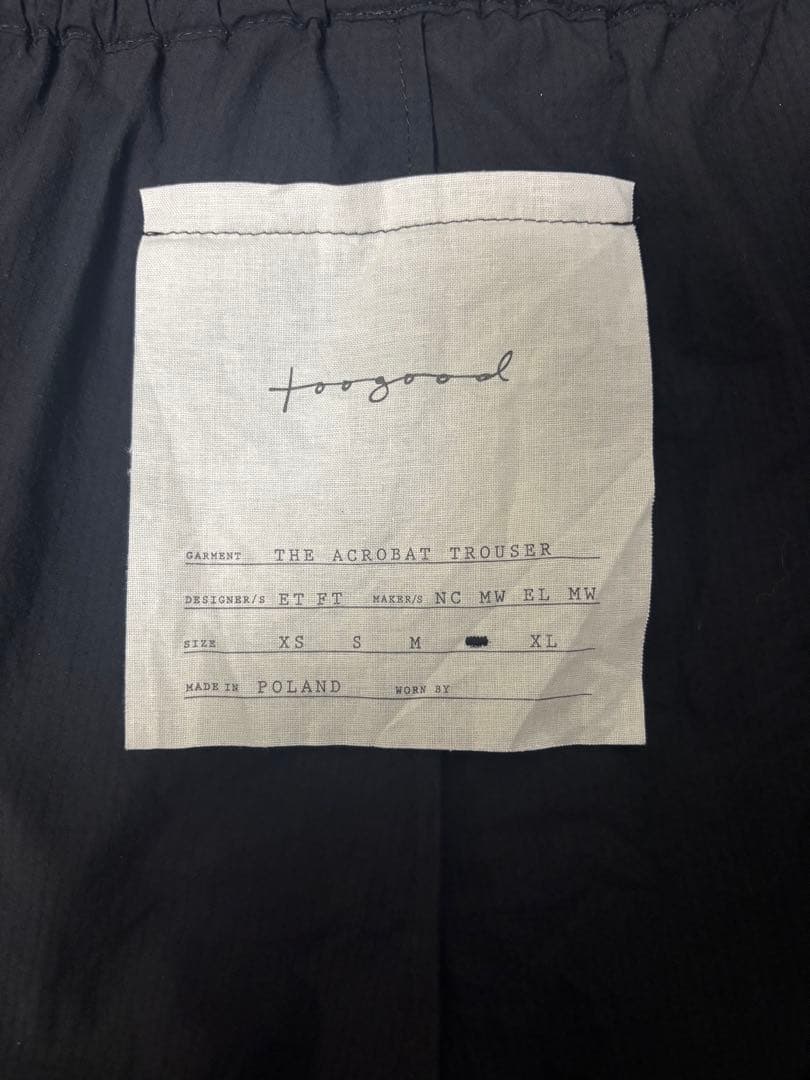 toogood
GARMENT THE ACROBAT TROUSER
DESIGNER/S ET FT MAKER/S NC MW EL MW
SIZE XS S M XL
MADE IN POLAND WORN BY